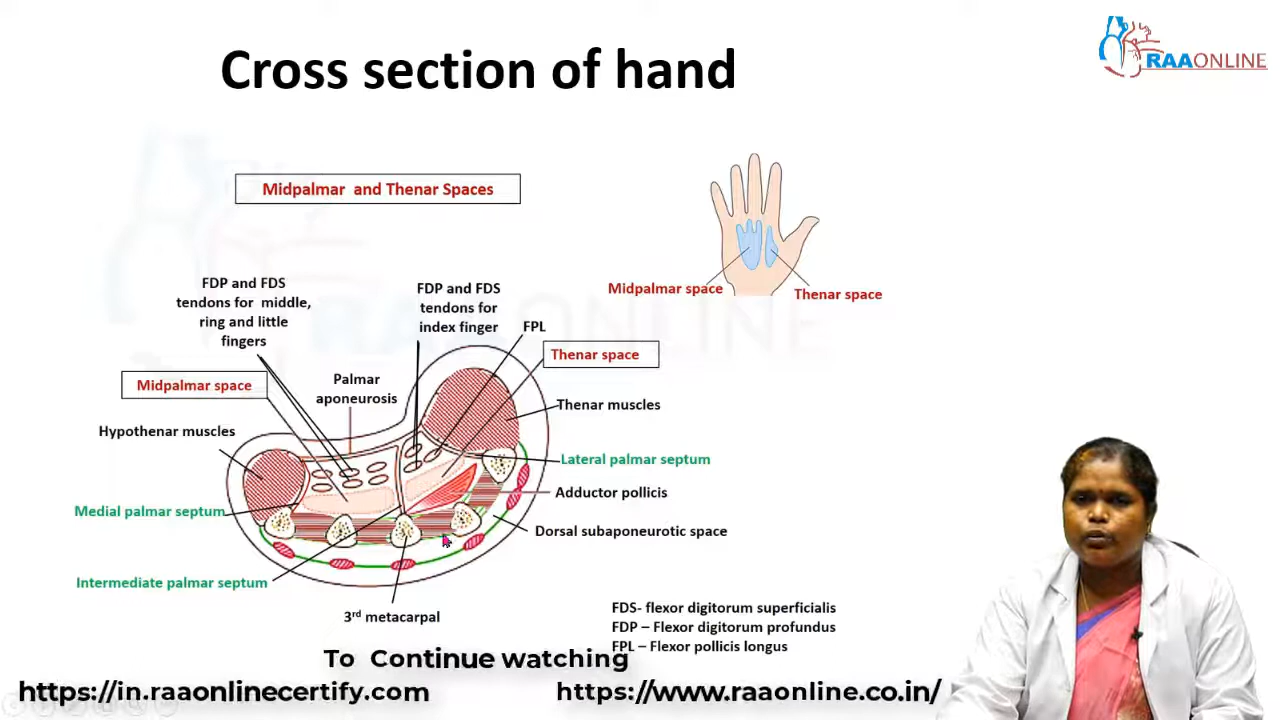 Cross section of hand
RAAONLINE
Midpalmar and Thenar Spaces
FDP and FDS
tendons for middle,
ring and little
fingers
FDP and FDS
tendons for
index finger
FPL
Midpalmar space
Thenar space
Thenar space
Midpalmar space
Palmar
aponeurosis
Thenar muscles
Hypothenar muscles
Lateral palmar septum
Adductor pollicis
Medial palmar septum
Dorsal subaponeurotic space
Intermediate palmar septum
3rd metacarpal
FDS- flexor digitorum superficialis
FDP – Flexor digitorum profundus
FPL – Flexor pollicis longus
To Continue watching
https://in.raaonlinecertify.com
https://www.raaonline.co.in/
RAAONLINE